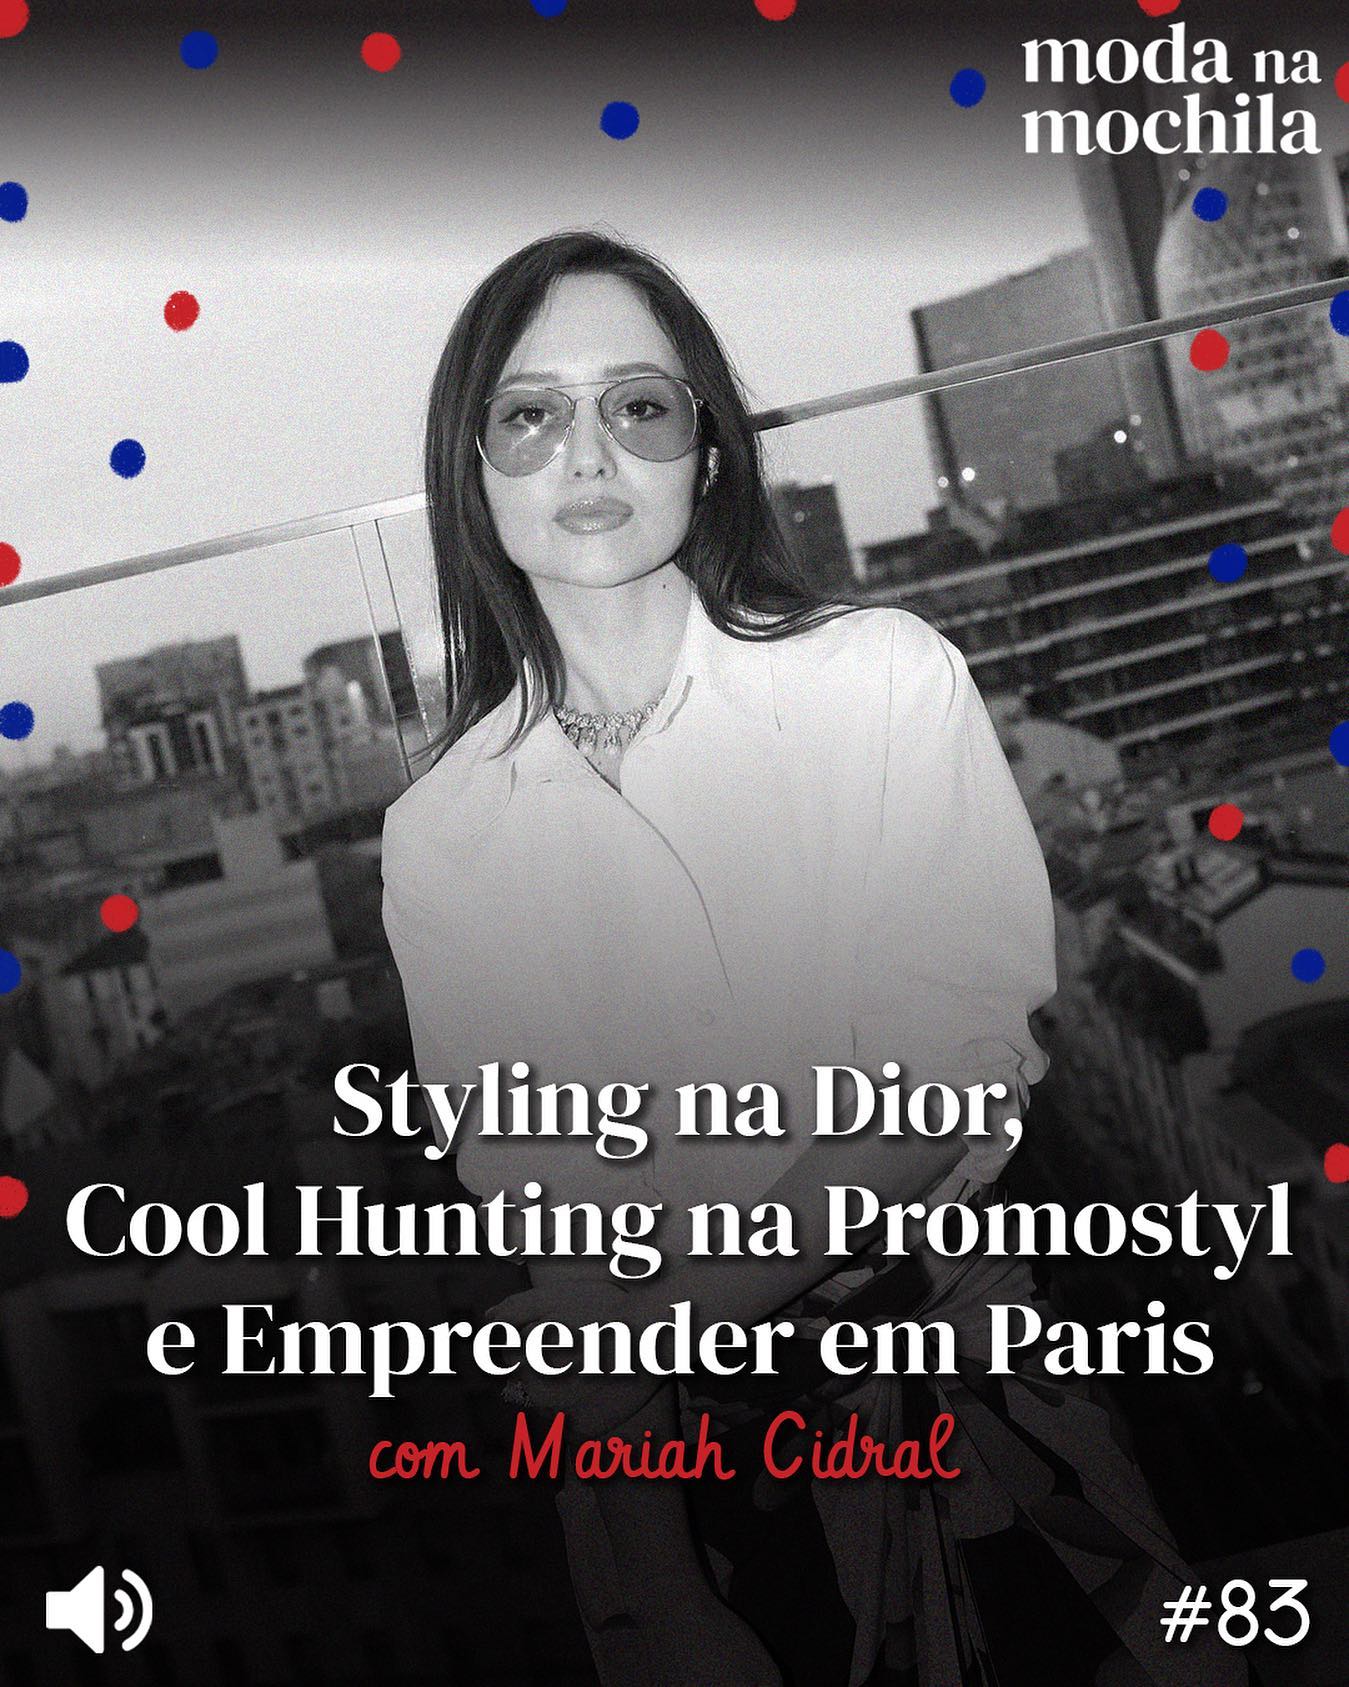 moda na
mochila
Styling na Dior,
Cool Hunting na Promostyl
e Empreender em Paris
com Mariah Cidral
#83